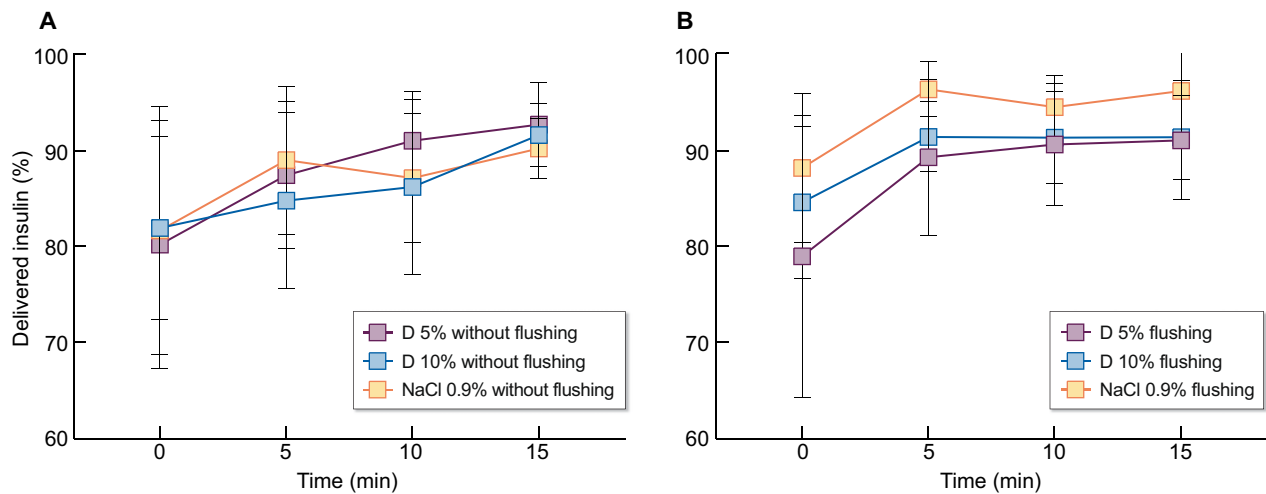 A
Delivered insulin (%)
100
90
80
70
60
D 5% without flushing
D 10% without flushing
NaCl 0.9% without flushing
0 5 10 15
Time (min)
B
100
90
80
70
60
D 5% flushing
D 10% flushing
NaCl 0.9% flushing
0 5 10 15
Time (min)